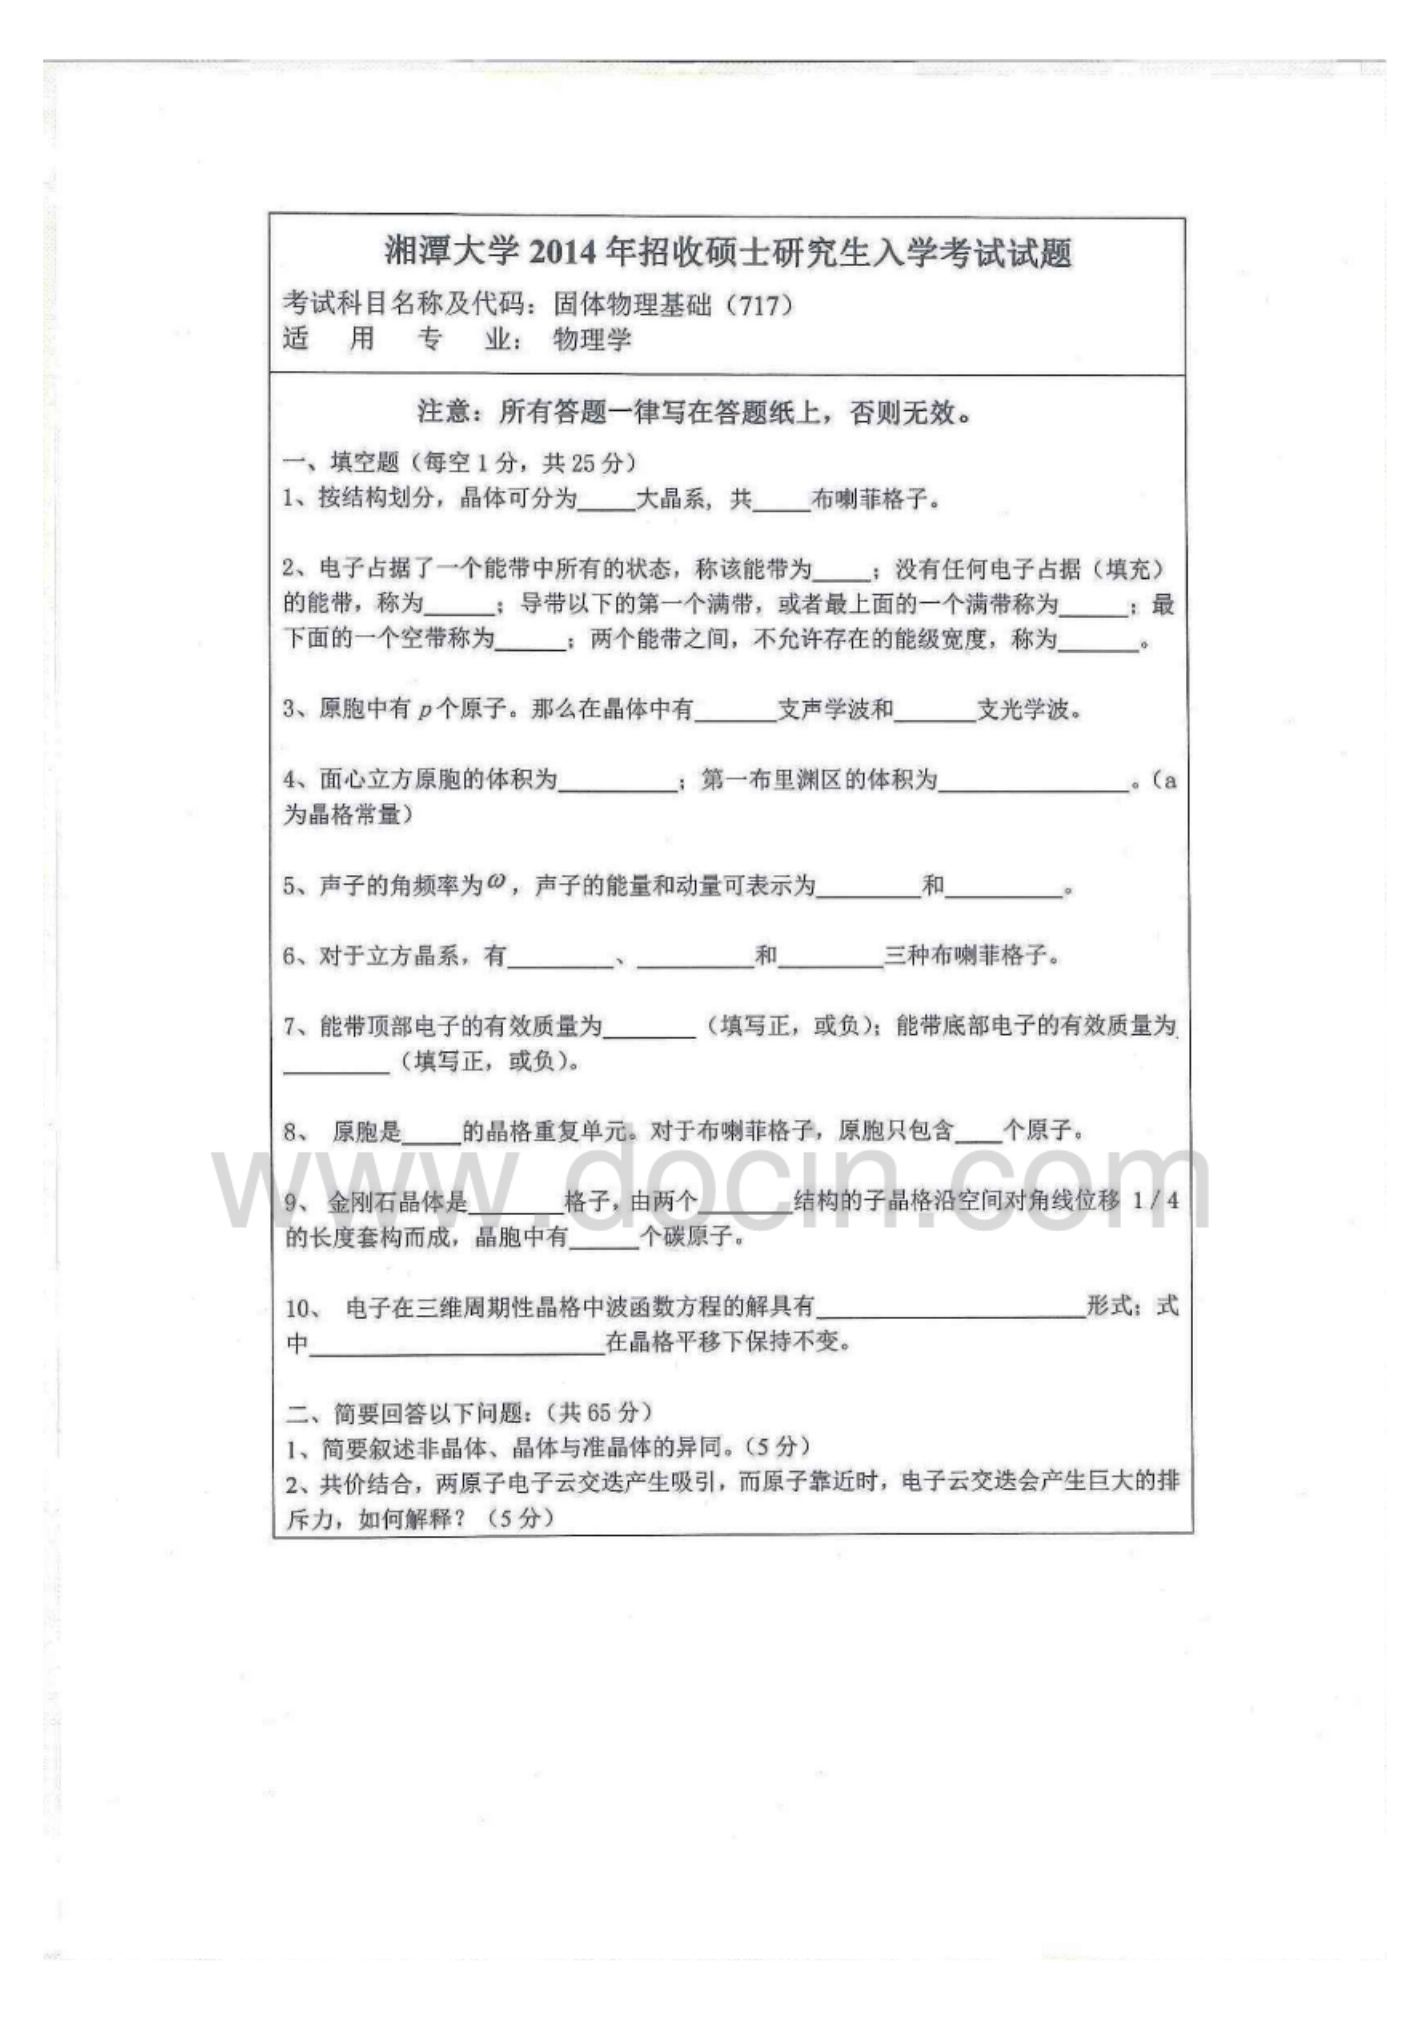 湘潭大学 2014 年招收硕士研究生入学考试试题
考试科目名称及代码：固体物理基础（717）
适 用 专 业： 物理学
注意：所有答题一律写在答题纸上，否则无效。
一、填空题（每空 1 分，共 25 分）
1、按结构划分，晶体可分为____大晶系, 共____布喇菲格子。
2、电子占据了一个能带中所有的状态，称该能带为____；没有任何电子占据（填充）
的能带，称为_____；导带以下的第一个满带，或者最上面的一个满带称为_____；最
下面的一个空带称为_____；两个能带之间，不允许存在的能级宽度，称为______。
3、原胞中有 p 个原子。那么在晶体中有______支声学波和______支光学波。
4、面心立方原胞的体积为_________；第一布里渊区的体积为______________。（a
为晶格常量）
5、声子的角频率为ω，声子的能量和动量可表示为________和_________。
6、对于立方晶系，有________、_________和________三种布喇菲格子。
7、能带顶部电子的有效质量为_______（填写正，或负）；能带底部电子的有效质量为
________（填写正，或负）。
8、 原胞是____的晶格重复单元。对于布喇菲格子，原胞只包含___个原子。
www.docin.com
9、 金刚石晶体是_______格子，由两个_______结构的子晶格沿空间对角线位移 1/4
的长度套构而成，晶胞中有_____个碳原子。
10、 电子在三维周期性晶格中波函数方程的解具有____________________形式；式
中______________________在晶格平移下保持不变。
二、简要回答以下问题：（共 65 分）
1、简要叙述非晶体、晶体与准晶体的异同。（5 分）
2、共价结合，两原子电子云交迭产生吸引，而原子靠近时，电子云交迭会产生巨大的排
斥力，如何解释？（5 分）